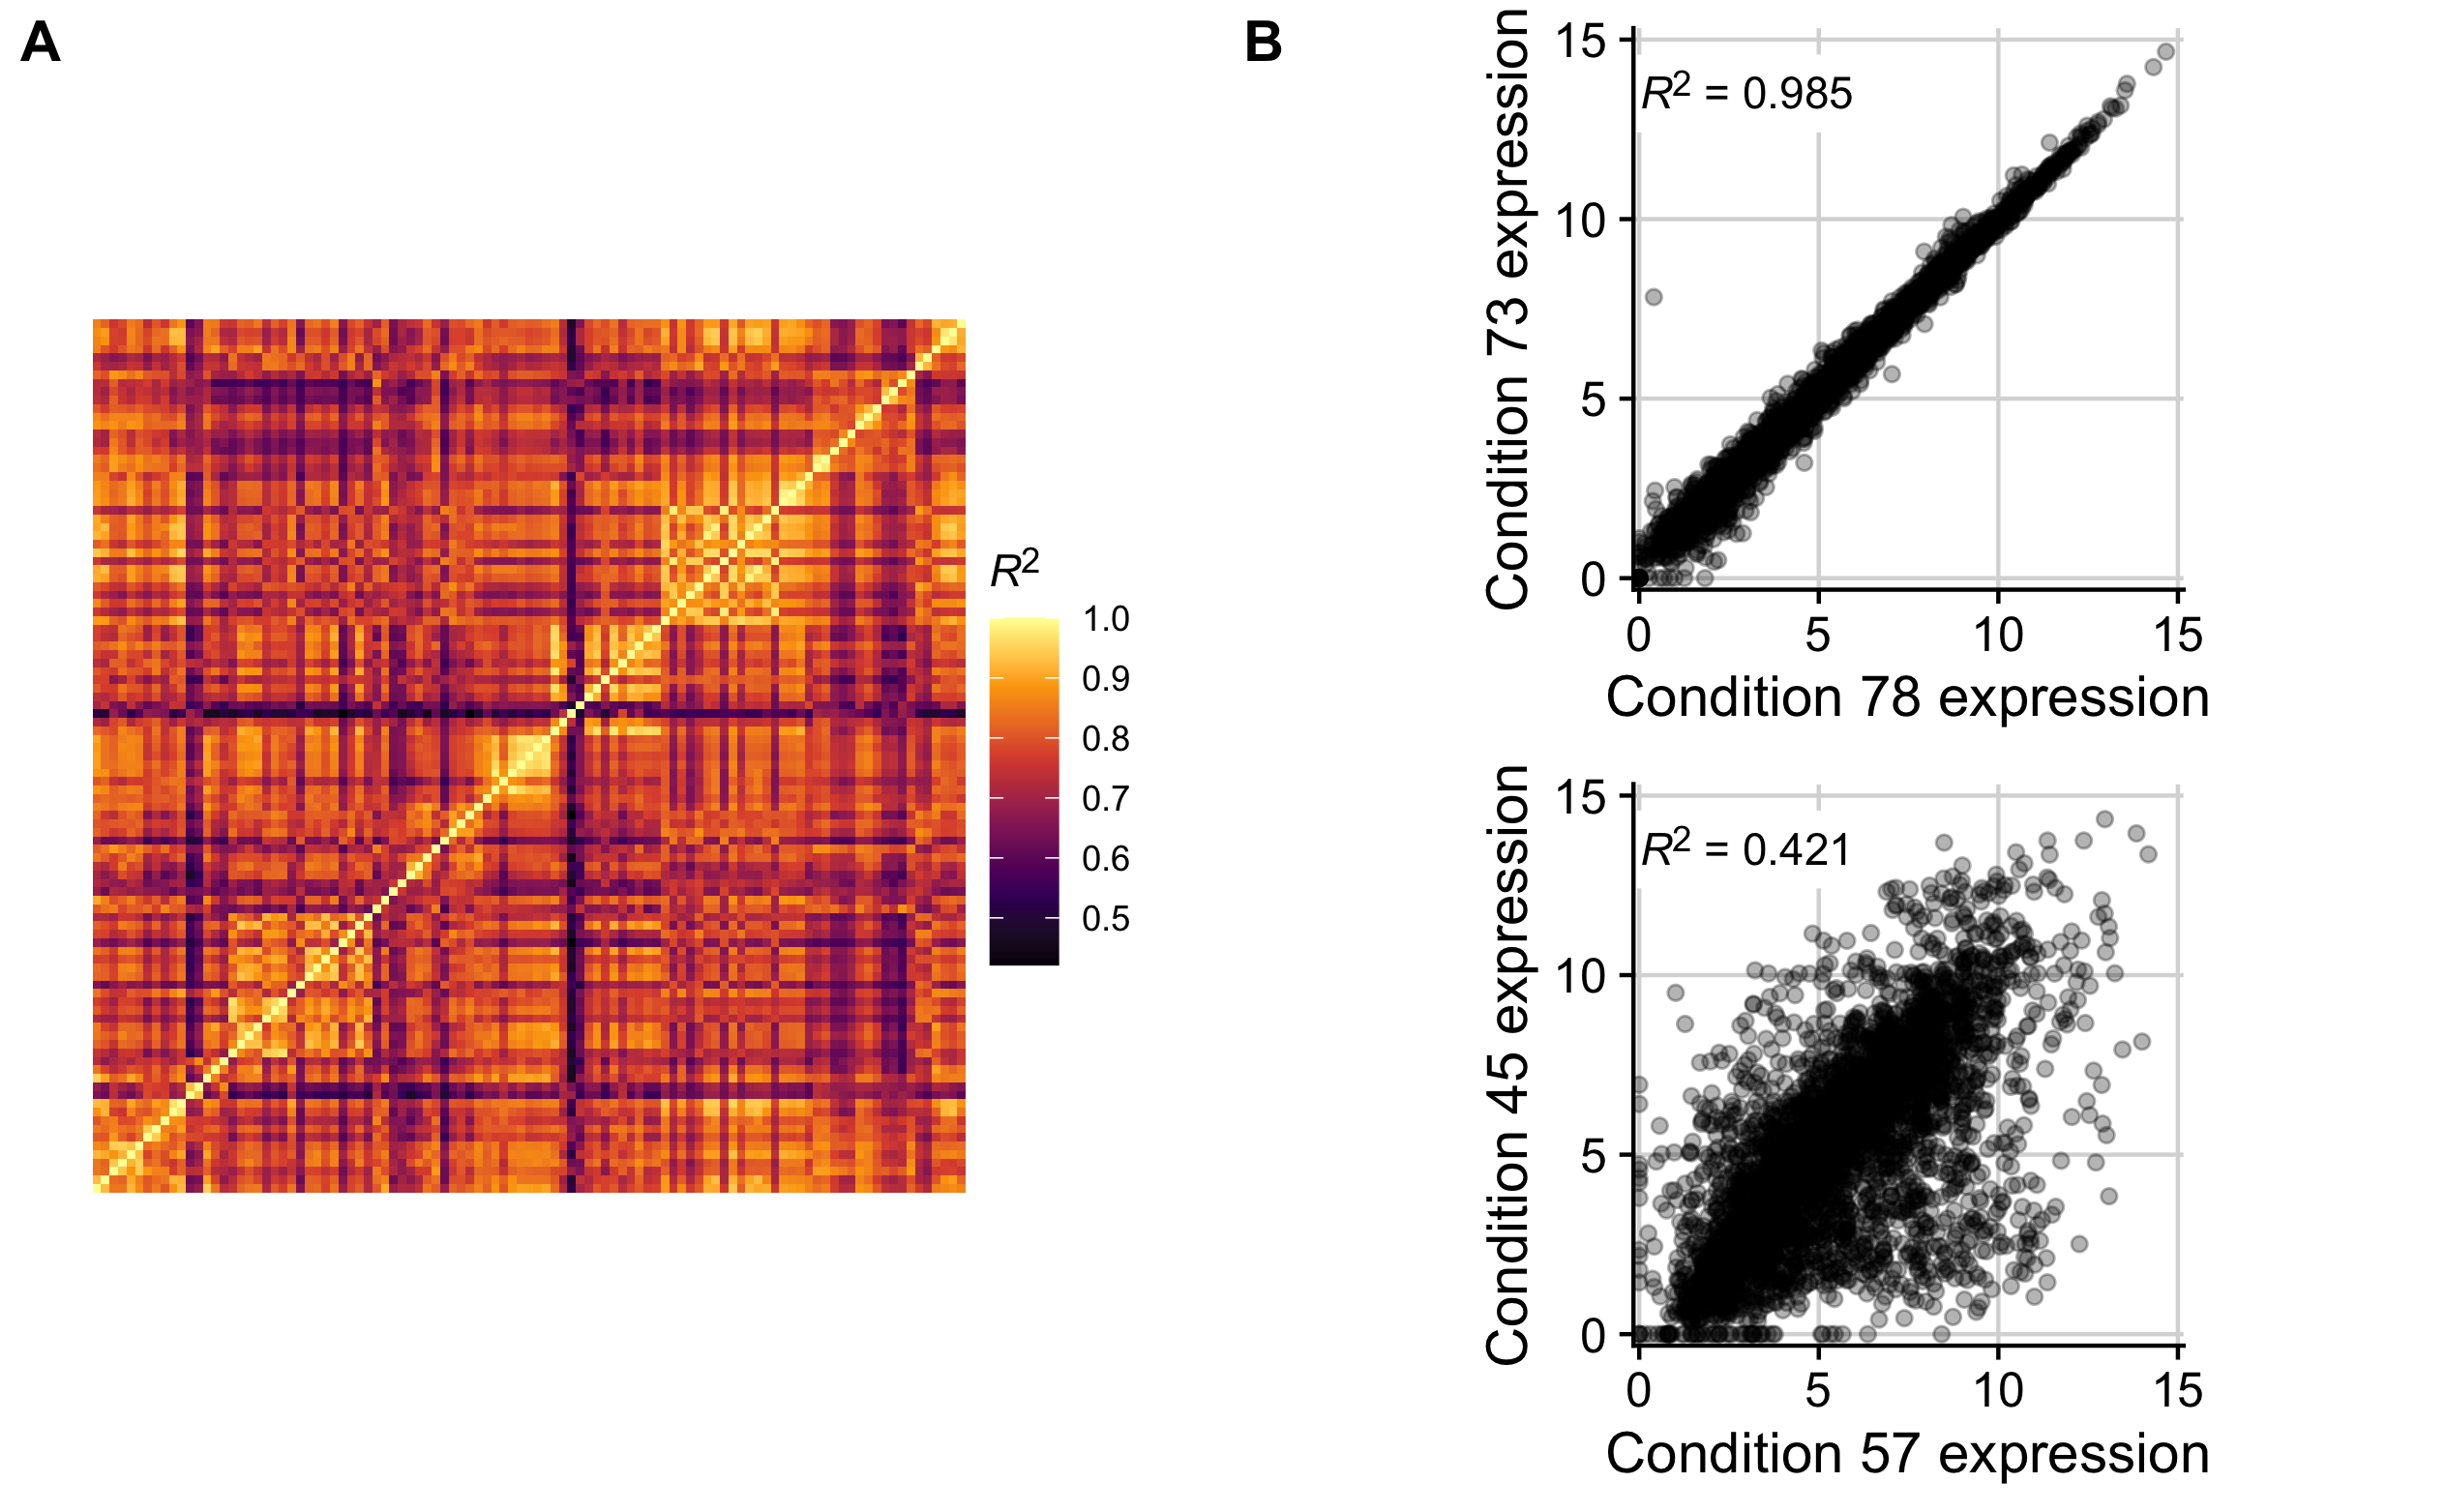 A
R2
1.0
0.9
0.8
0.7
0.6
0.5
B
Condition 73 expression
15
10
5
0
R2 = 0.985
0 5 10 15
Condition 78 expression
Condition 45 expression
15
10
5
0
R2 = 0.421
0 5 10 15
Condition 57 expression